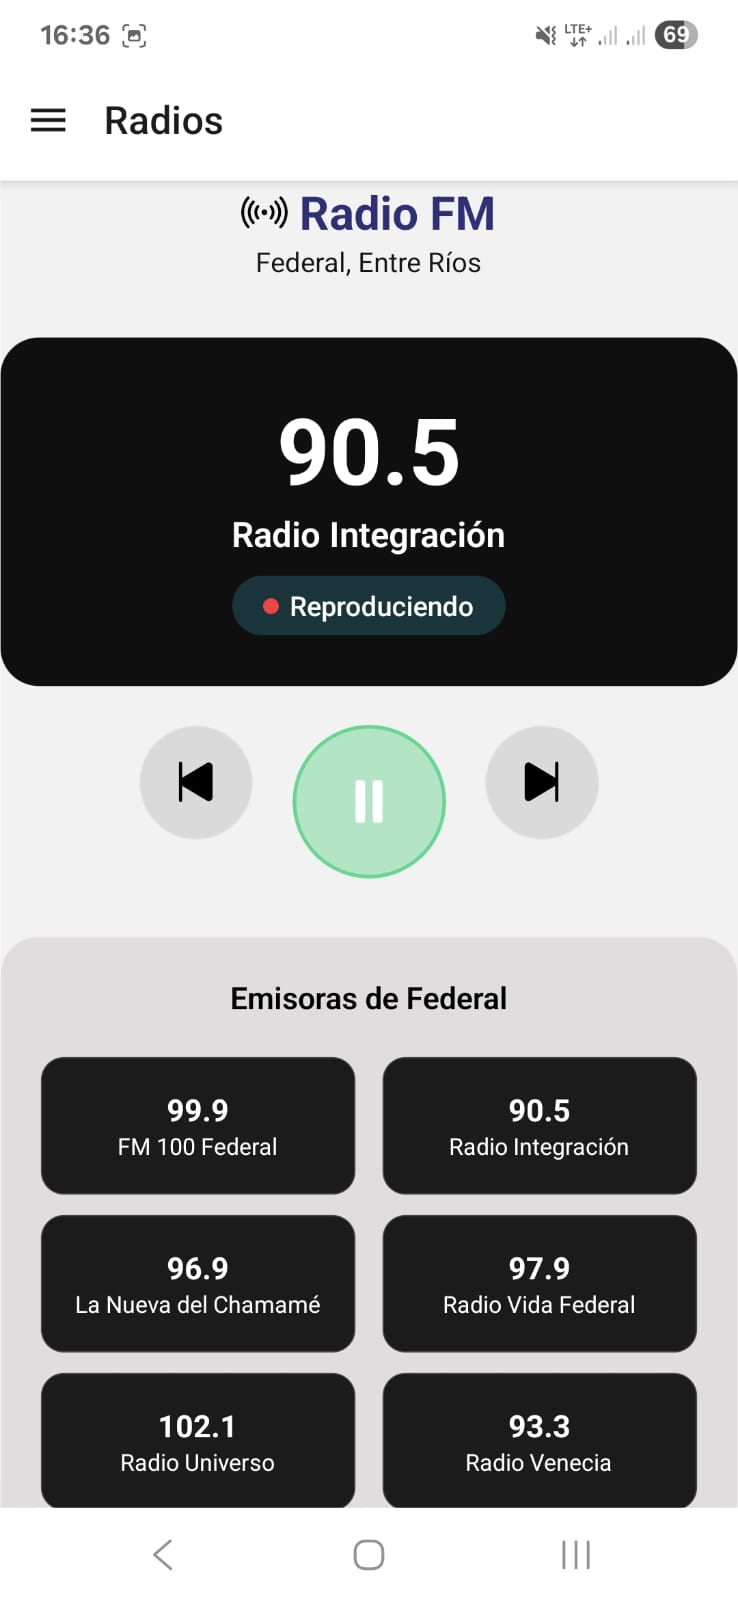 16:36
LTE+
69
Radios
Radio FM
Federal, Entre Ríos
90.5
Radio Integración
Reproduciendo
Emisoras de Federal
99.9
FM 100 Federal
90.5
Radio Integración
96.9
La Nueva del Chamamé
97.9
Radio Vida Federal
102.1
Radio Universo
93.3
Radio Venecia